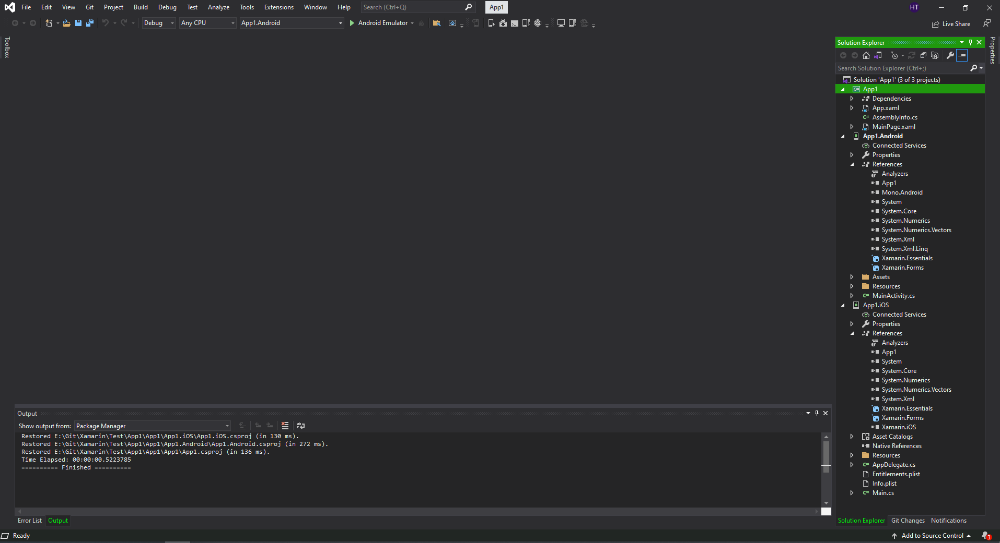 File Edit View Git Project Build Debug Test Analyze Tools Extensions Window Help Search (Ctrl+Q) App1 HT
Debug Any CPU App1.Android Android Emulator Live Share
Toolbox
Solution Explorer
Properties
Search Solution Explorer (Ctrl+;)
Solution 'App1' (3 of 3 projects)
C# App1
Dependencies
App.xaml
C# AssemblyInfo.cs
MainPage.xaml
App1.Android
Connected Services
Properties
References
Analyzers
App1
Mono.Android
System
System.Core
System.Numerics
System.Numerics.Vectors
System.Xml
System.Xml.Linq
Xamarin.Essentials
Xamarin.Forms
Assets
Resources
C# MainActivity.cs
App1.iOS
Connected Services
Properties
References
Analyzers
App1
System
System.Core
System.Numerics
System.Numerics.Vectors
System.Xml
Xamarin.Essentials
Xamarin.Forms
Xamarin.iOS
Asset Catalogs
Native References
Resources
C# AppDelegate.cs
Entitlements.plist
Info.plist
C# Main.cs
Solution Explorer Git Changes Notifications
Output
Show output from: Package Manager
Restored E:\Git\Xamarin\Test\App1\App1\App1.iOS\App1.iOS.csproj (in 130 ms).
Restored E:\Git\Xamarin\Test\App1\App1\App1.Android\App1.Android.csproj (in 272 ms).
Restored E:\Git\Xamarin\Test\App1\App1\App1\App1.csproj (in 136 ms).
Time Elapsed: 00:00:00.5223785
========== Finished ==========
Error List Output
Ready Add to Source Control 3